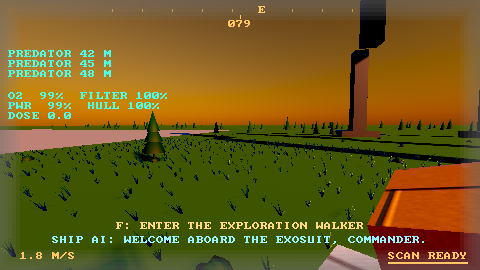 E
079
PREDATOR 42 M
PREDATOR 45 M
PREDATOR 48 M
O2 99% FILTER 100%
PWR 99% HULL 100%
DOSE 0.0
F: ENTER THE EXPLORATION WALKER
SHIP AI: WELCOME ABOARD THE EXOSUIT, COMMANDER.
1.8 M/S
SCAN READY